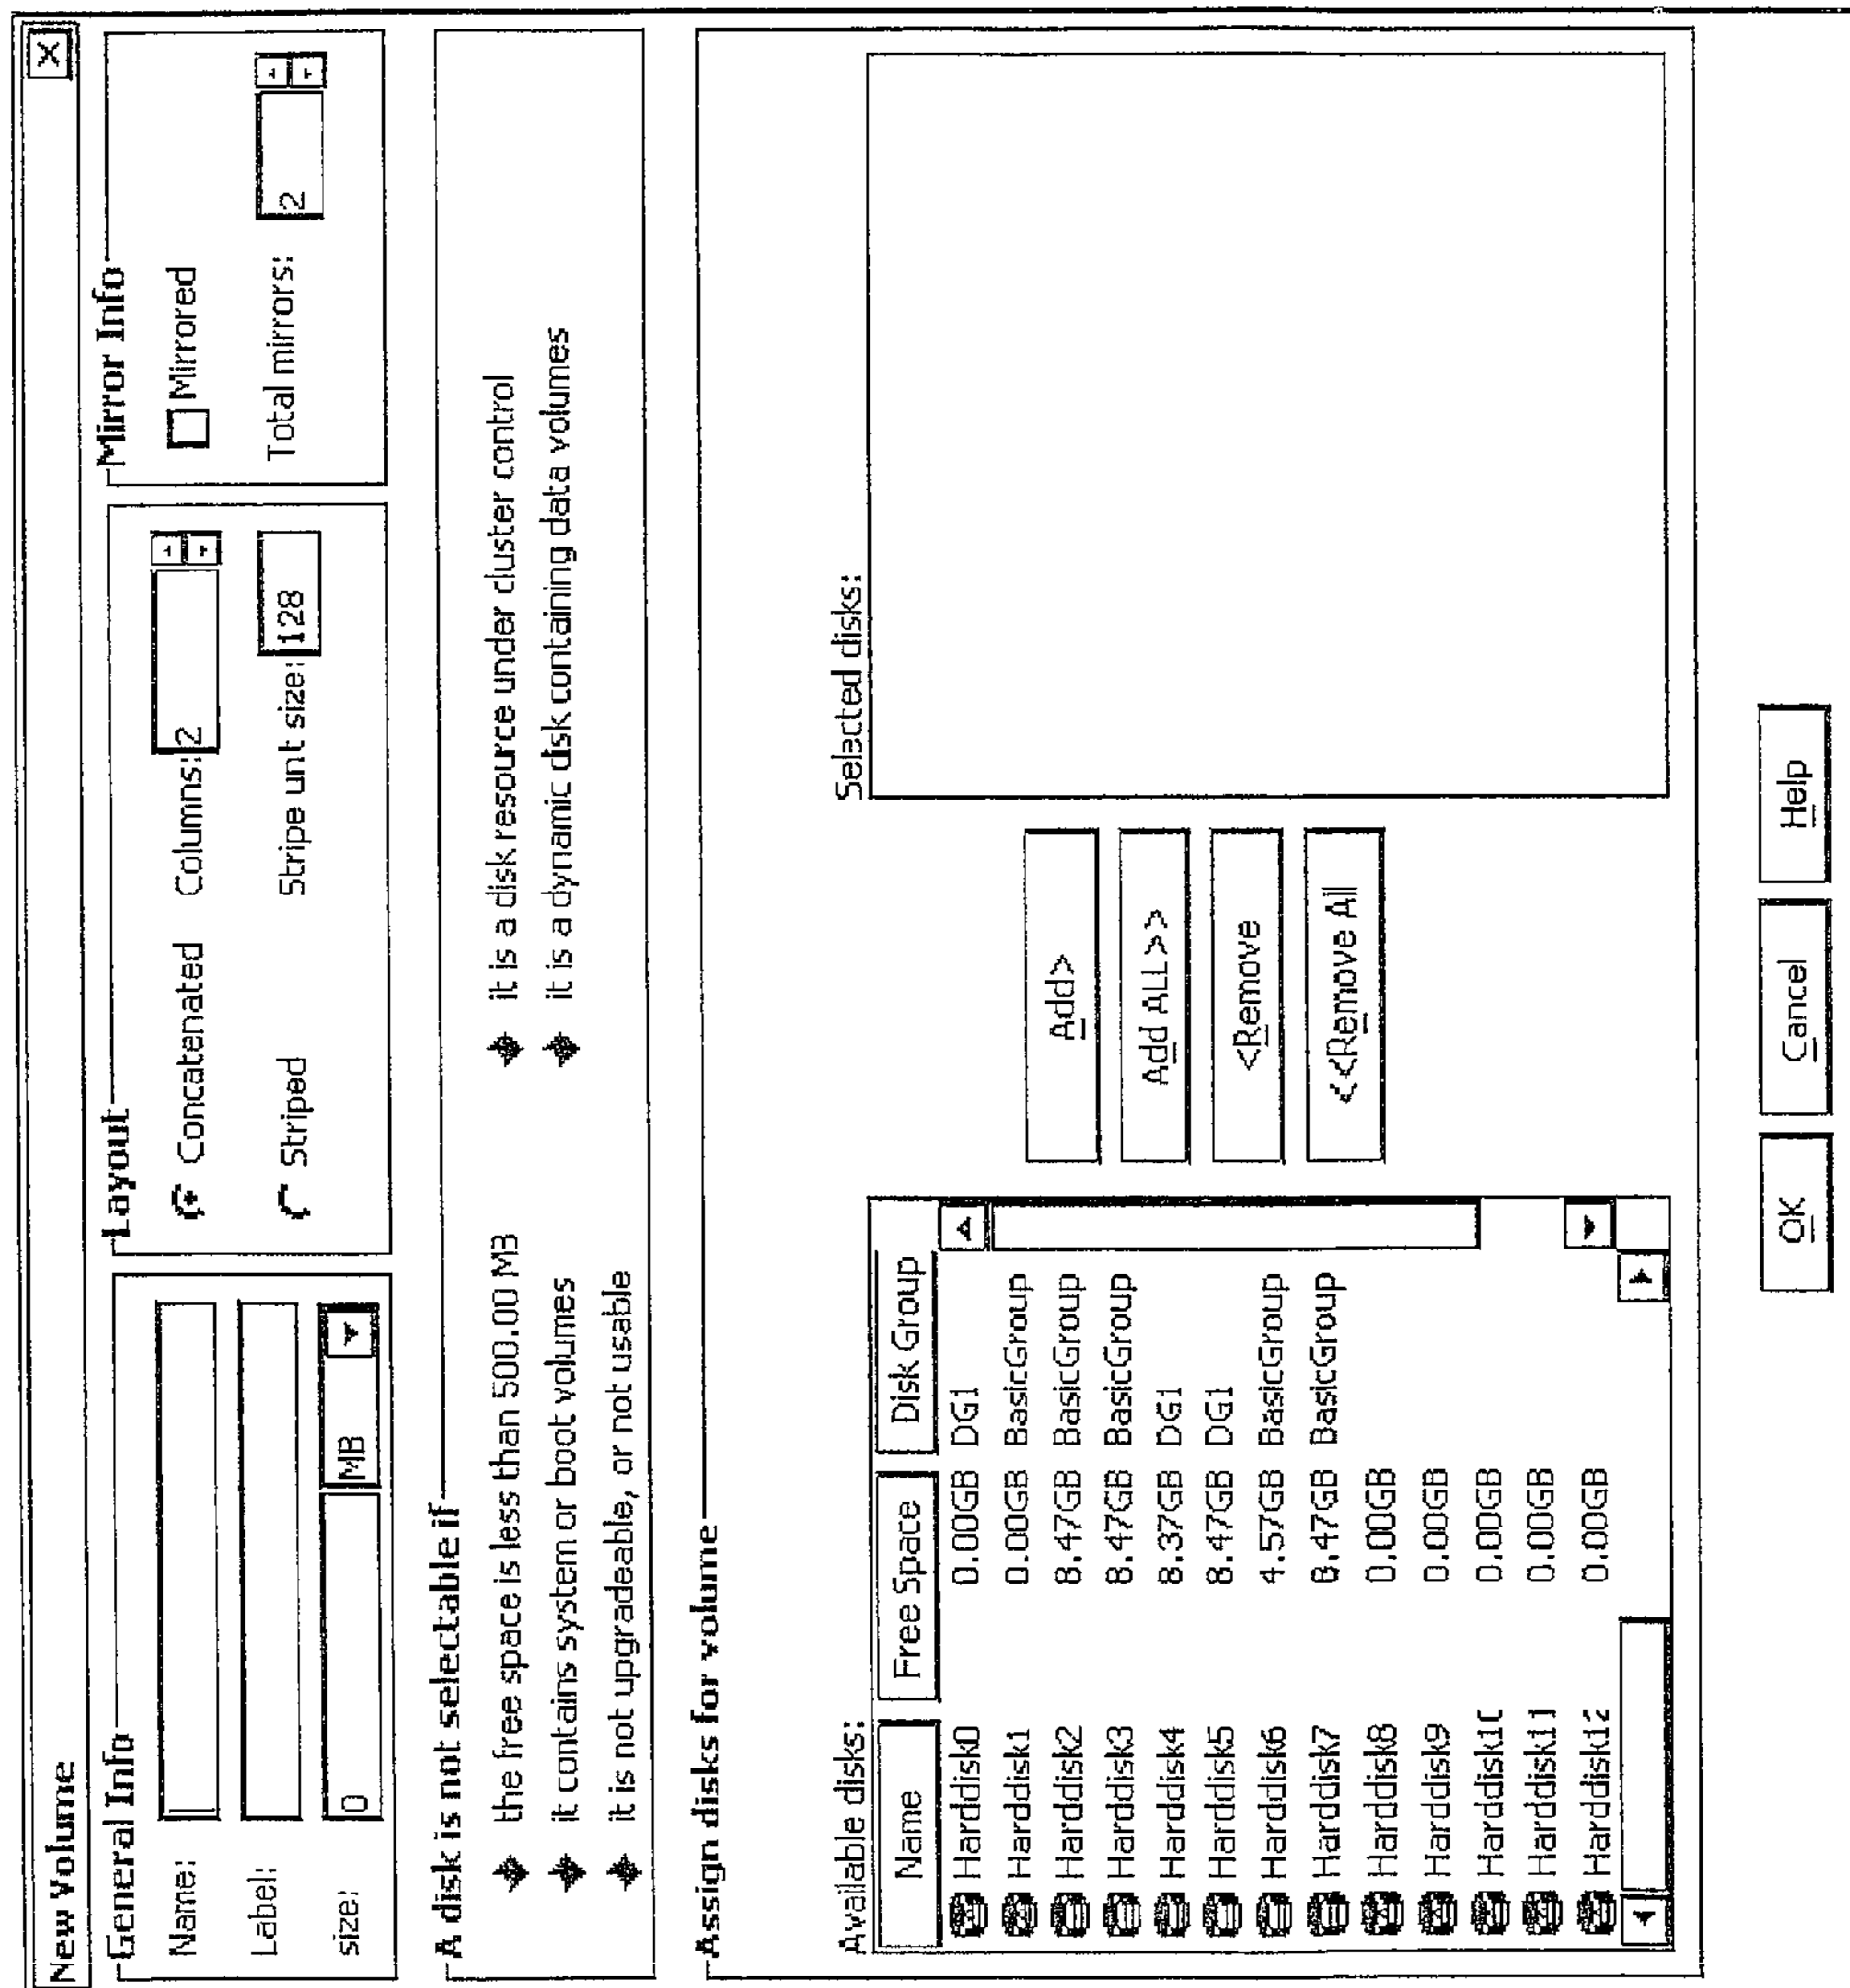 New Volume X
General Info
Name:
Label:
size: 0 MB
Layout
Concatenated Columns: 2
Striped Stripe unt size: 128
Mirror Info
Mirrored
Total mirrors: 2
A disk is not selectable if
the free space is less than 500.00 MB
it contains system or boot volumes
it is not upgradeable, or not usable
it is a disk resource under cluster control
it is a dynamic disk containing data volumes
Assign disks for volume
Available disks:
Name Free Space Disk Group
Harddisk0 0.00GB DG1
Harddisk1 0.00GB BasicGroup
Harddisk2 8.47GB BasicGroup
Harddisk3 8.47GB BasicGroup
Harddisk4 8.37GB DG1
Harddisk5 8.47GB DG1
Harddisk6 4.57GB BasicGroup
Harddisk7 8.47GB BasicGroup
Harddisk8 0.00GB
Harddisk9 0.00GB
Harddisk10 0.00GB
Harddisk11 0.00GB
Harddisk12 0.00GB
Add>
Add ALL>>
<Remove
<<Remove All
Selected disks:
OK Cancel Help